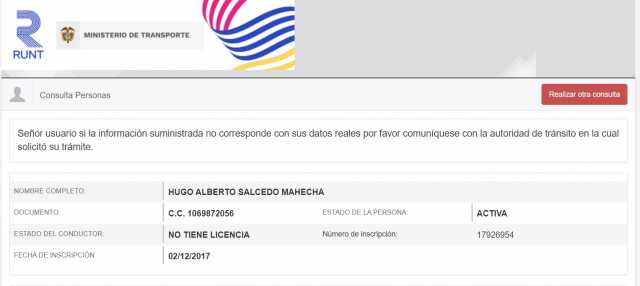 RUNT
MINISTERIO DE TRANSPORTE
Consulta Personas
Realizar otra consulta
Señor usuario si la información suministrada no corresponde con sus datos reales por favor comuníquese con la autoridad de tránsito en la cual
solicitó su trámite.
NOMBRE COMPLETO: HUGO ALBERTO SALCEDO MAHECHA
DOCUMENTO: C.C. 1069872056 ESTADO DE LA PERSONA: ACTIVA
ESTADO DEL CONDUCTOR: NO TIENE LICENCIA Número de inscripción: 17926954
FECHA DE INSCRIPCIÓN 02/12/2017